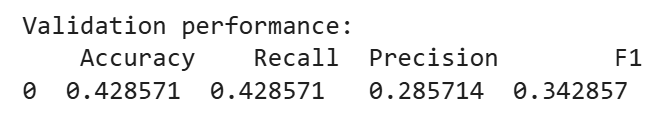 Validation performance:
Accuracy Recall Precision F1
0 0.428571 0.428571 0.285714 0.342857